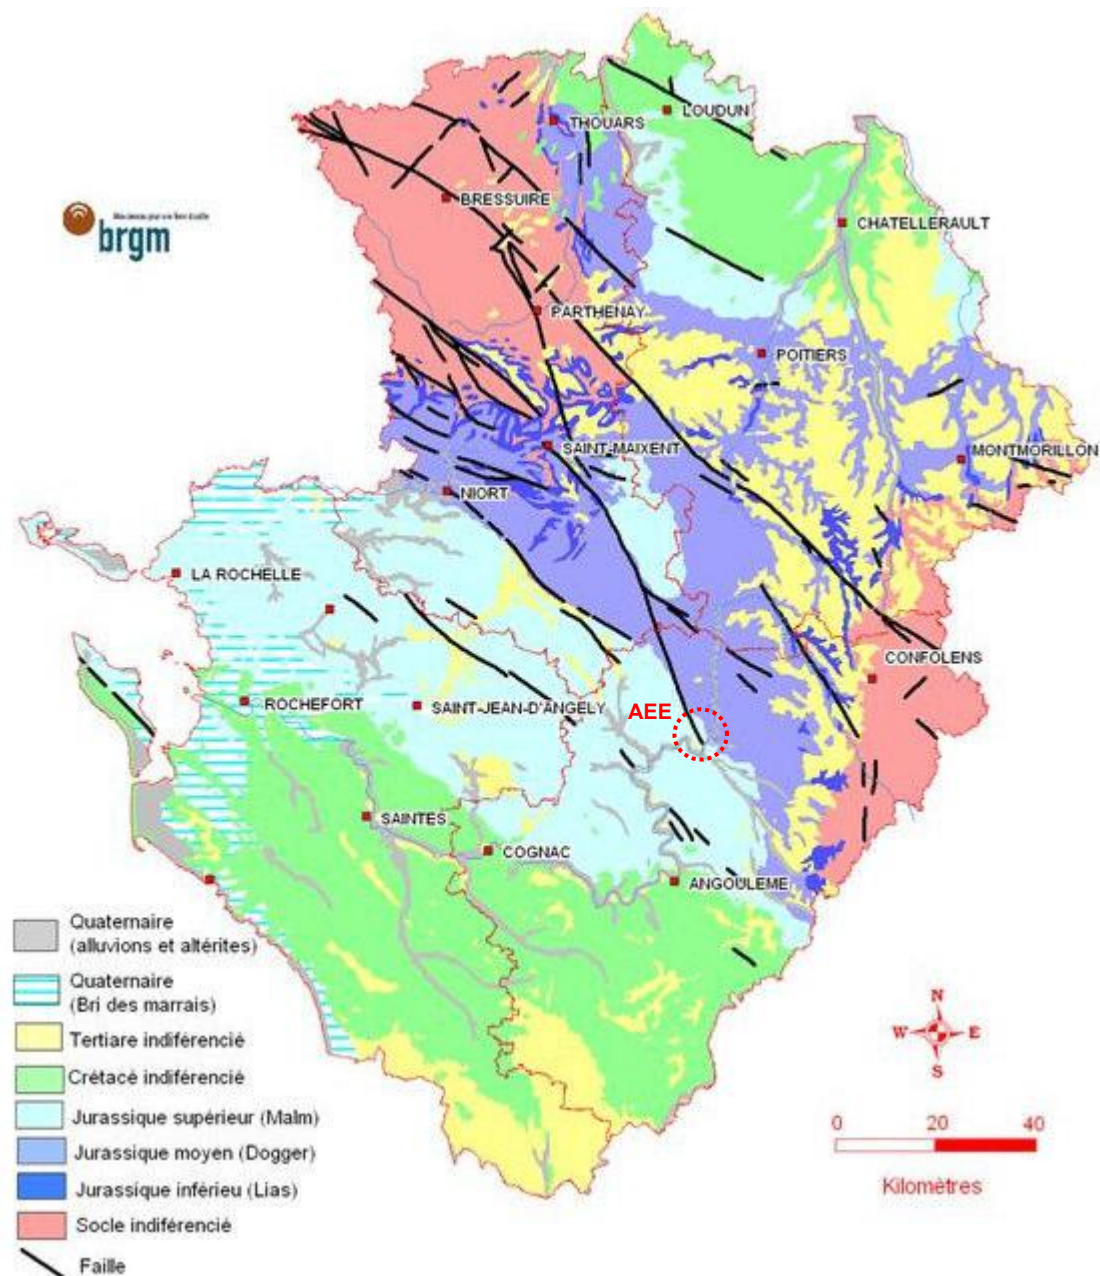 THOUARS
LOUDUN
BRESSUIRE
brgm
CHATELLERAULT
PARTHENAY
POITIERS
SAINT-MAIXENT
MONTMORILLON
NIORT
LA ROCHELLE
CONFOLENS
ROCHEFORT
SAINT-JEAN-D'ANGELY
AEE
SAINTES
COGNAC
ANGOULEME
Quaternaire
(alluvions et altérites)
Quaternaire
(Bri des marrais)
Tertiare indiférencié
Crétacé indiférencié
Jurassique supérieur (Malm)
Jurassique moyen (Dogger)
Jurassique inférieu (Lias)
Socle indiférencié
Faille
N
W E
S
0 20 40
Kilomètres